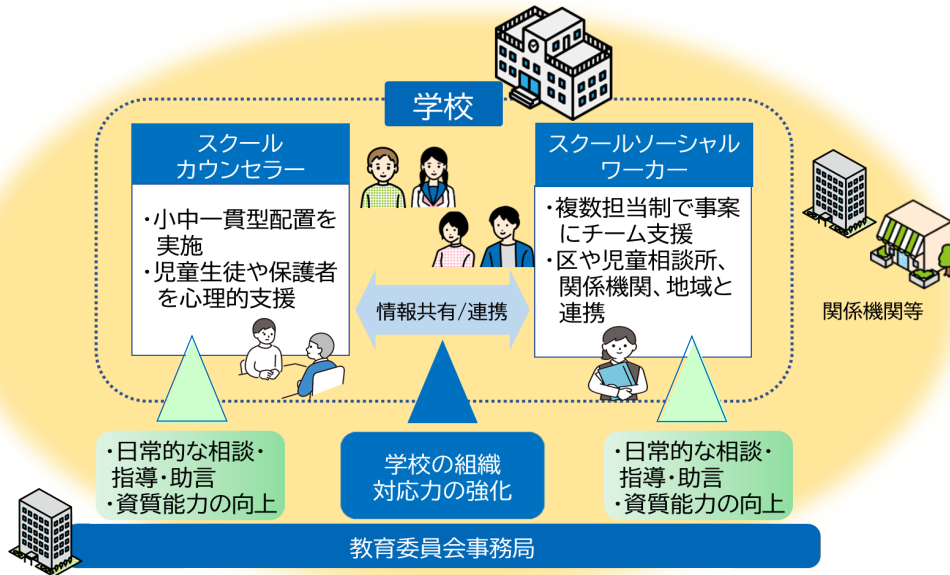 学校
スクール
カウンセラー
・小中一貫型配置を
実施
・児童生徒や保護者
を心理的支援
情報共有/連携
スクールソーシャル
ワーカー
・複数担当制で事案
にチーム支援
・区や児童相談所、
関係機関、地域と
連携
関係機関等
・日常的な相談・
指導・助言
・資質能力の向上
学校の組織
対応力の強化
・日常的な相談・
指導・助言
・資質能力の向上
教育委員会事務局